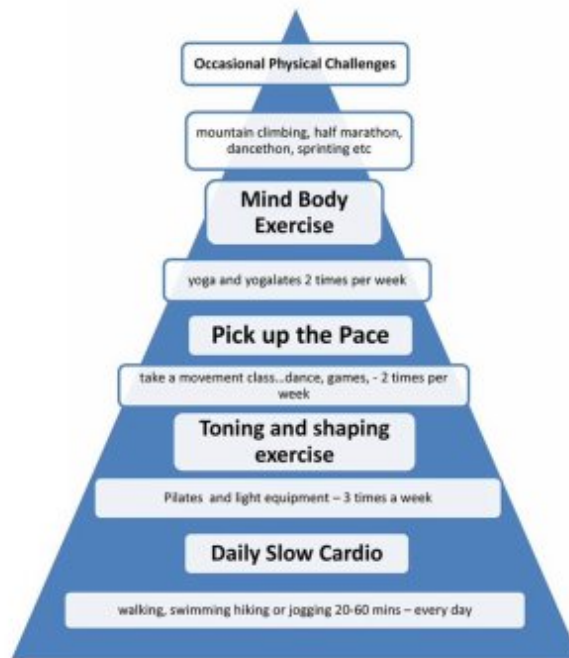 Occasional Physical Challenges
mountain climbing, half marathon,
dancethon, sprinting etc
Mind Body
Exercise
yoga and yogalates 2 times per week
Pick up the Pace
take a movement class...dance, games, - 2 times per
week
Toning and shaping
exercise
Pilates and light equipment – 3 times a week
Daily Slow Cardio
walking, swimming hiking or jogging 20-60 mins – every day